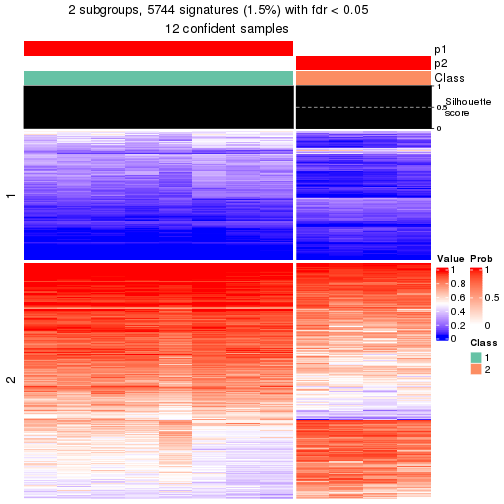 2 subgroups, 5744 signatures (1.5%) with fdr < 0.05
12 confident samples
p1
p2
Class
1
0.5
0
Silhouette
score
1
2
Value
1
0.8
0.6
0.4
0.2
0
Prob
1
0.5
0
Class
1
2